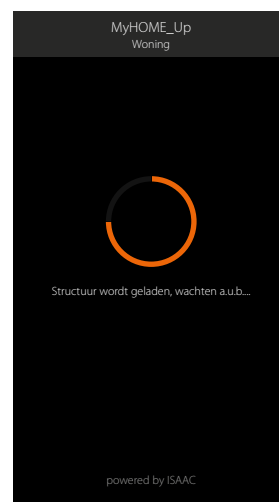 MyHOME_Up
Woning
Structuur wordt geladen, wachten a.u.b....
powered by ISAAC